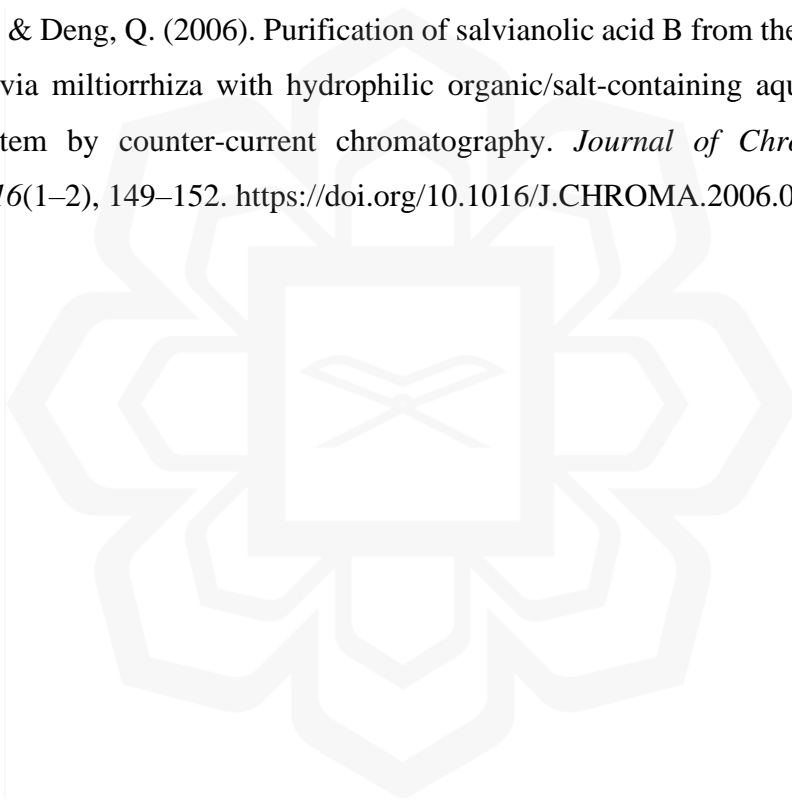 & Deng, Q. (2006). Purification of salvianolic acid B from the
via miltiorrhiza with hydrophilic organic/salt-containing aqu
tem by counter-current chromatography. Journal of Chr
16(1–2), 149–152. https://doi.org/10.1016/J.CHROMA.2006.0